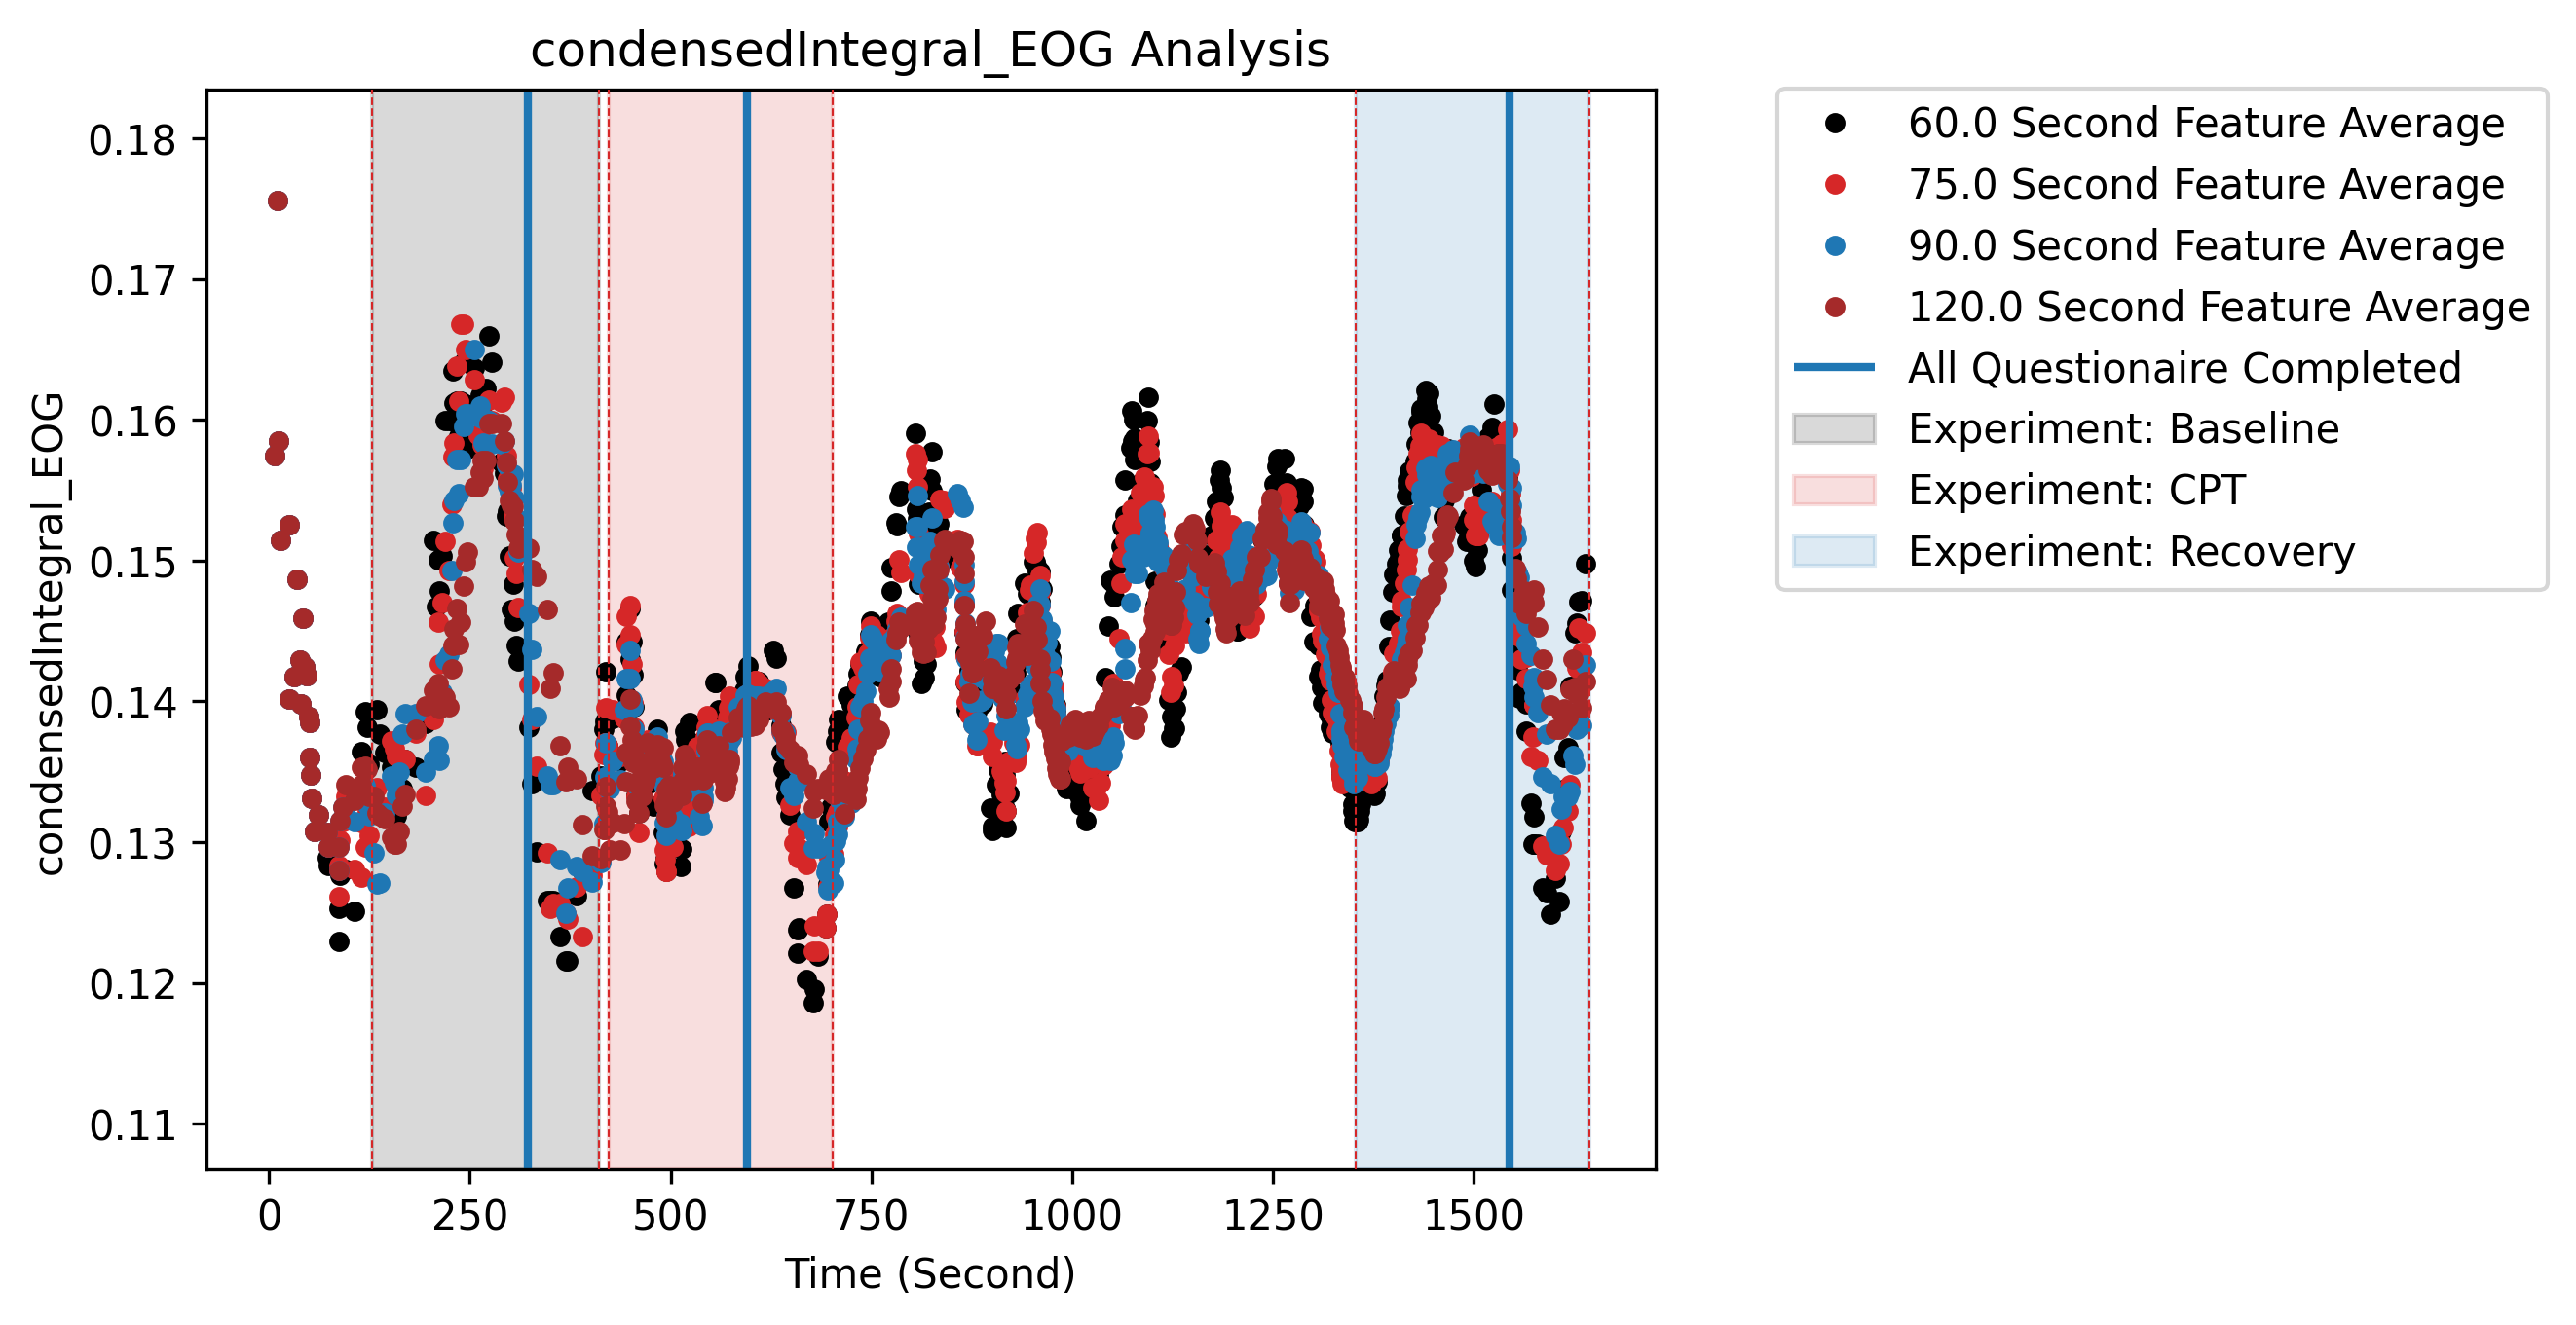 condensedIntegral_EOG Analysis
condensedIntegral_EOG
0.18
0.17
0.16
0.15
0.14
0.13
0.12
0.11
0 250 500 750 1000 1250 1500
Time (Second)
60.0 Second Feature Average
75.0 Second Feature Average
90.0 Second Feature Average
120.0 Second Feature Average
All Questionaire Completed
Experiment: Baseline
Experiment: CPT
Experiment: Recovery